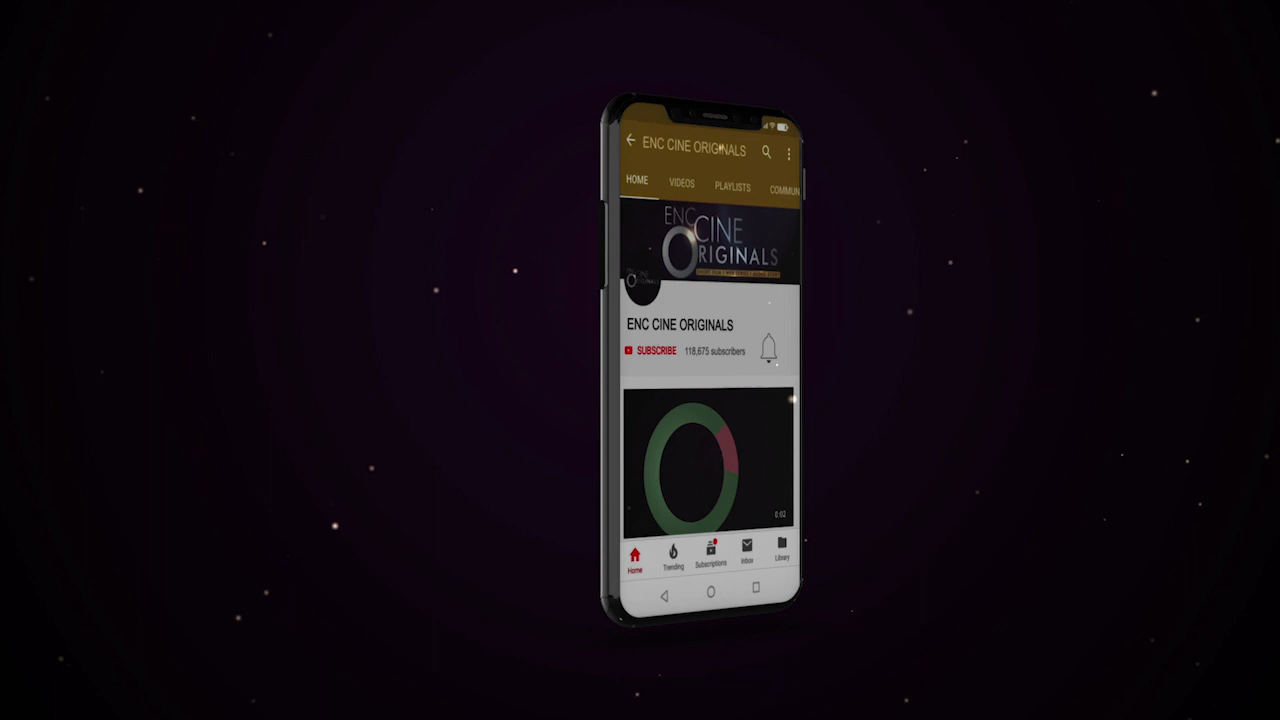 ENC CINE ORIGINALS
HOME VIDEOS PLAYLISTS COMMUN
ENC
CINE
ORIGINALS
ENC CINE ORIGINALS
SUBSCRIBE 118,675 subscribers
0:02
Home Trending Subscriptions Inbox Library